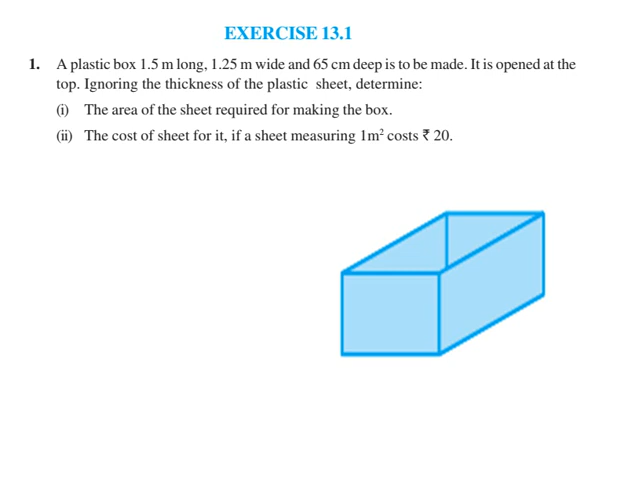 EXERCISE 13.1
1. A plastic box 1.5 m long, 1.25 m wide and 65 cm deep is to be made. It is opened at the
top. Ignoring the thickness of the plastic sheet, determine:
(i) The area of the sheet required for making the box.
(ii) The cost of sheet for it, if a sheet measuring 1m² costs ₹ 20.